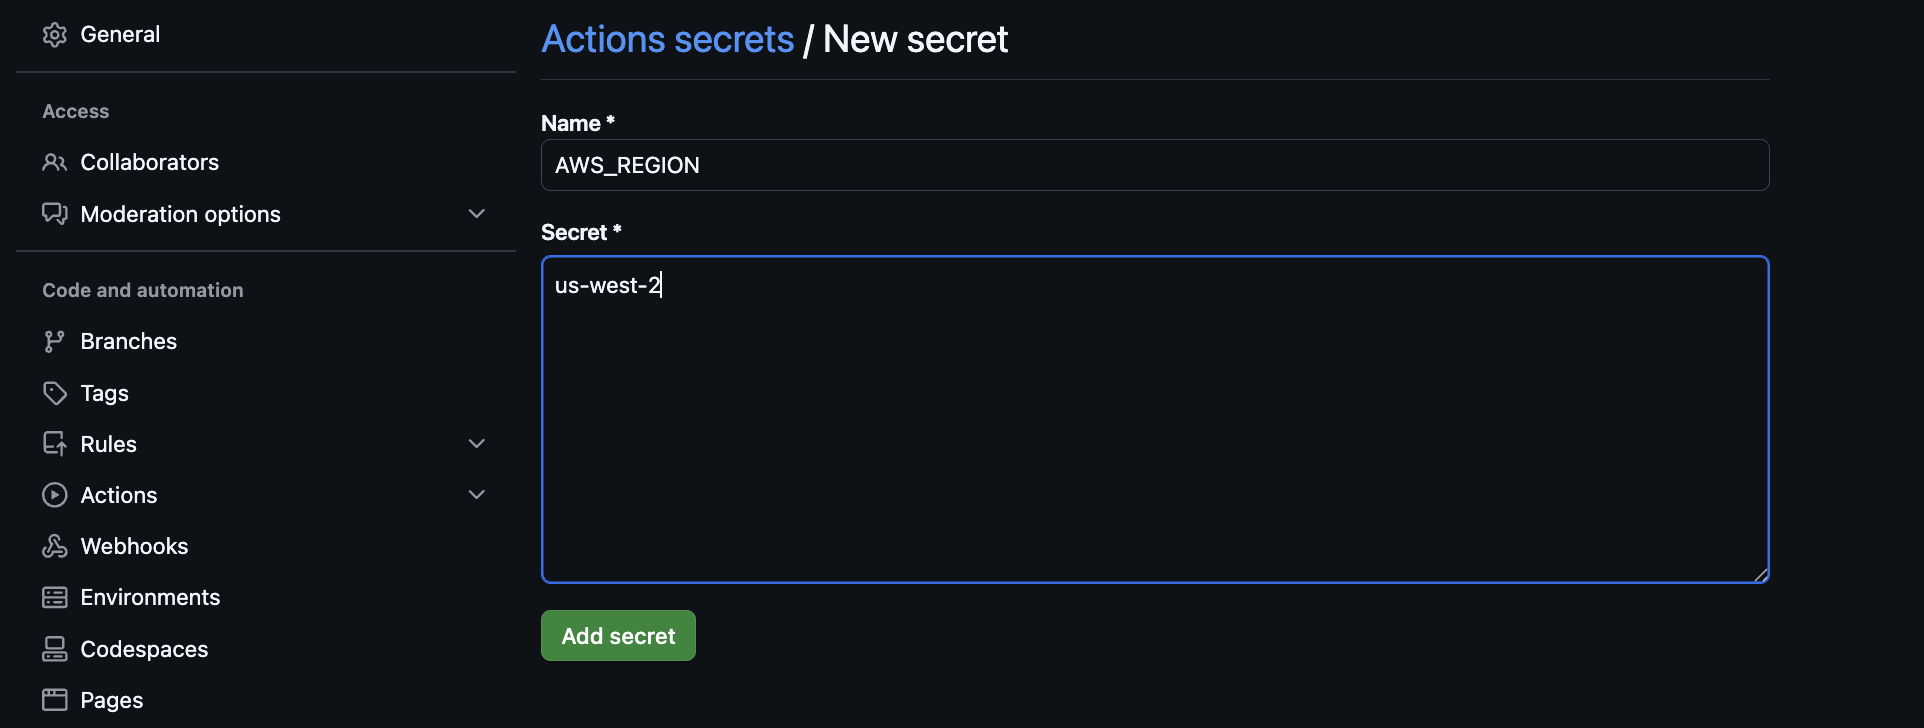 General
Access
Collaborators
Moderation options
Code and automation
Branches
Tags
Rules
Actions
Webhooks
Environments
Codespaces
Pages
Actions secrets / New secret
Name *
AWS_REGION
Secret *
us-west-2
Add secret